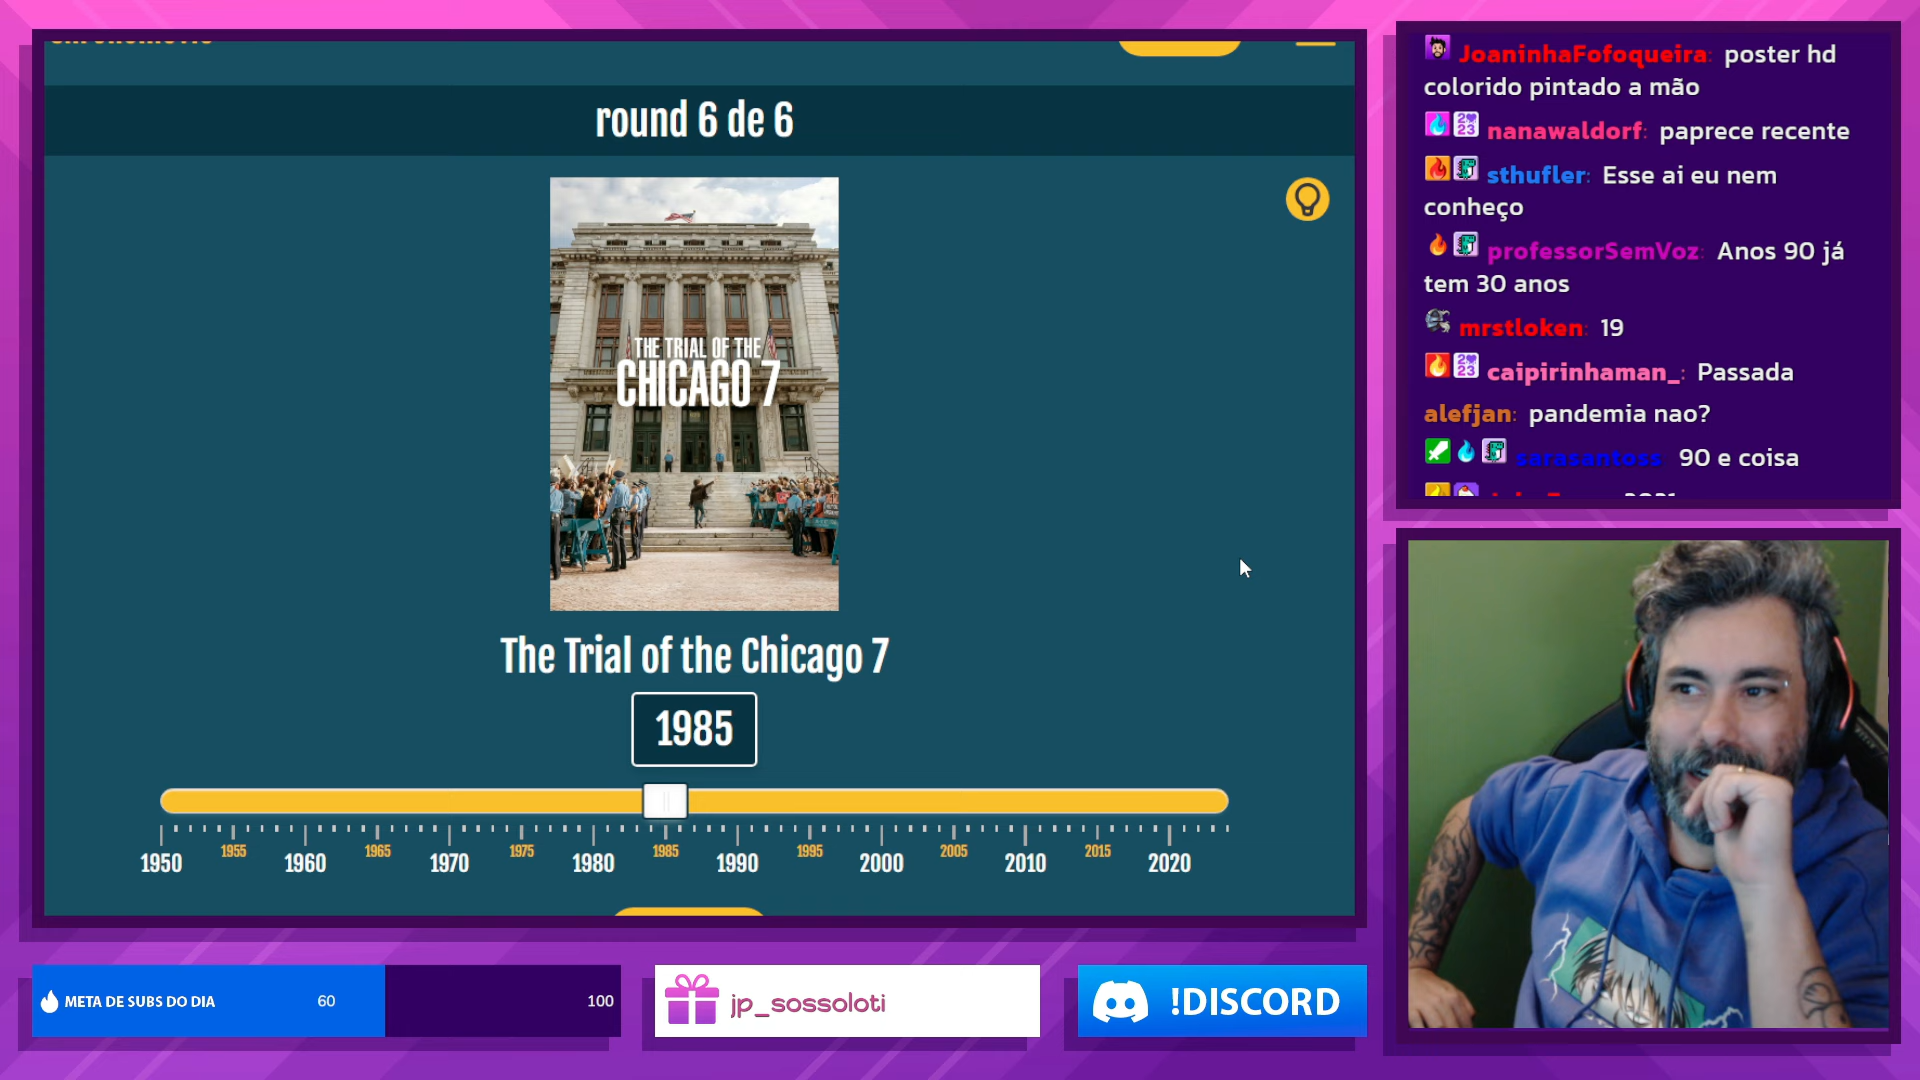 round 6 de 6
THE TRIAL OF THE
CHICAGO 7
The Trial of the Chicago 7
1985
1950 1955 1960 1965 1970 1975 1980 1985 1990 1995 2000 2005 2010 2015 2020
JoaninhaFofoqueira: poster hd
colorido pintado a mão
nanawaldorf: paprece recente
sthufler: Esse ai eu nem
conheço
professorSemVoz: Anos 90 já
tem 30 anos
mrstloken: 19
caipirinhaman_: Passada
alefjan: pandemia nao?
sarasantoss: 90 e coisa
META DE SUBS DO DIA 60 100
jp_sossoloti
!DISCORD